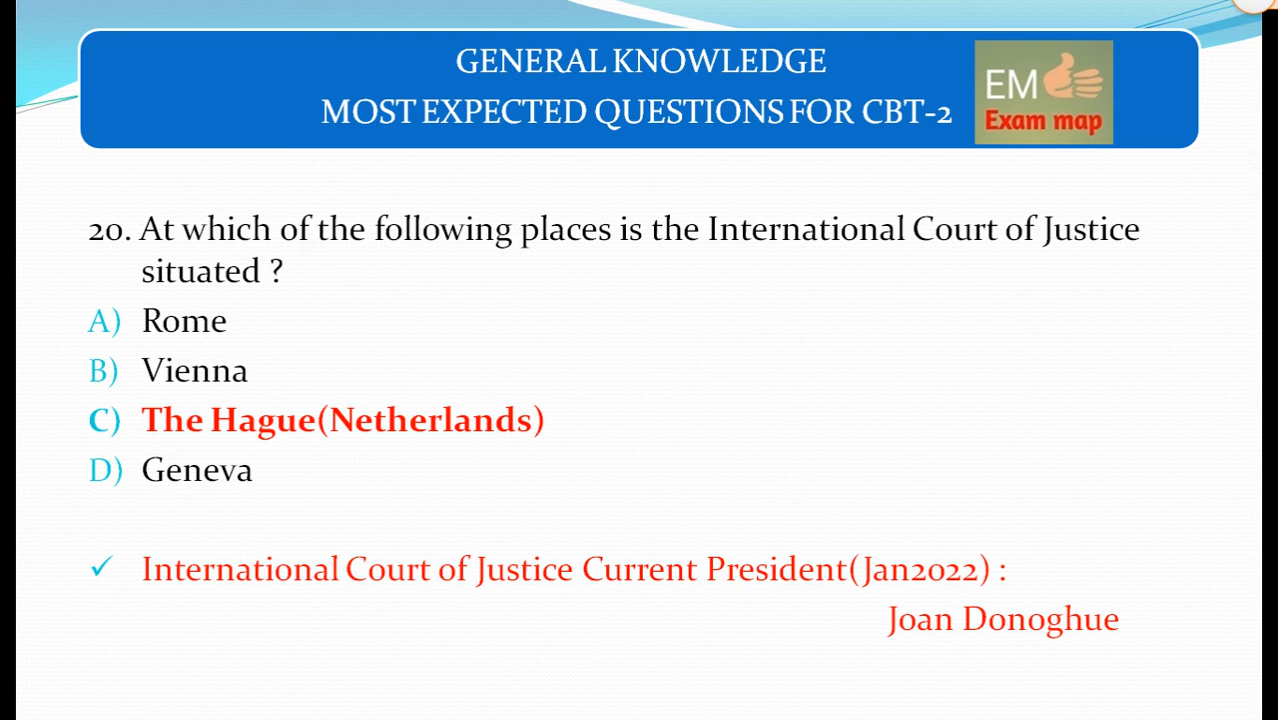 GENERAL KNOWLEDGE
MOST EXPECTED QUESTIONS FOR CBT-2
EM
Exam map
20. At which of the following places is the International Court of Justice
situated ?
A) Rome
B) Vienna
C) The Hague(Netherlands)
D) Geneva
✓ International Court of Justice Current President(Jan2022) :
Joan Donoghue